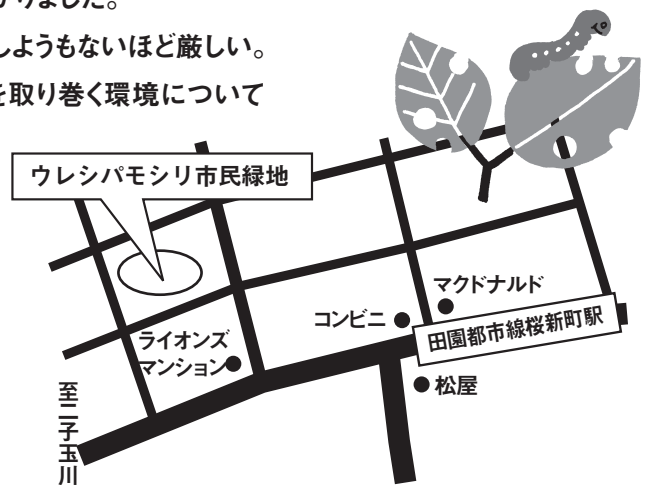 かりました。
しようもないほど厳しい。
を取り巻く環境について
ウレシパモシリ市民緑地
マクドナルド
コンビニ
田園都市線桜新町駅
ライオンズ
マンション
松屋
至二子玉川